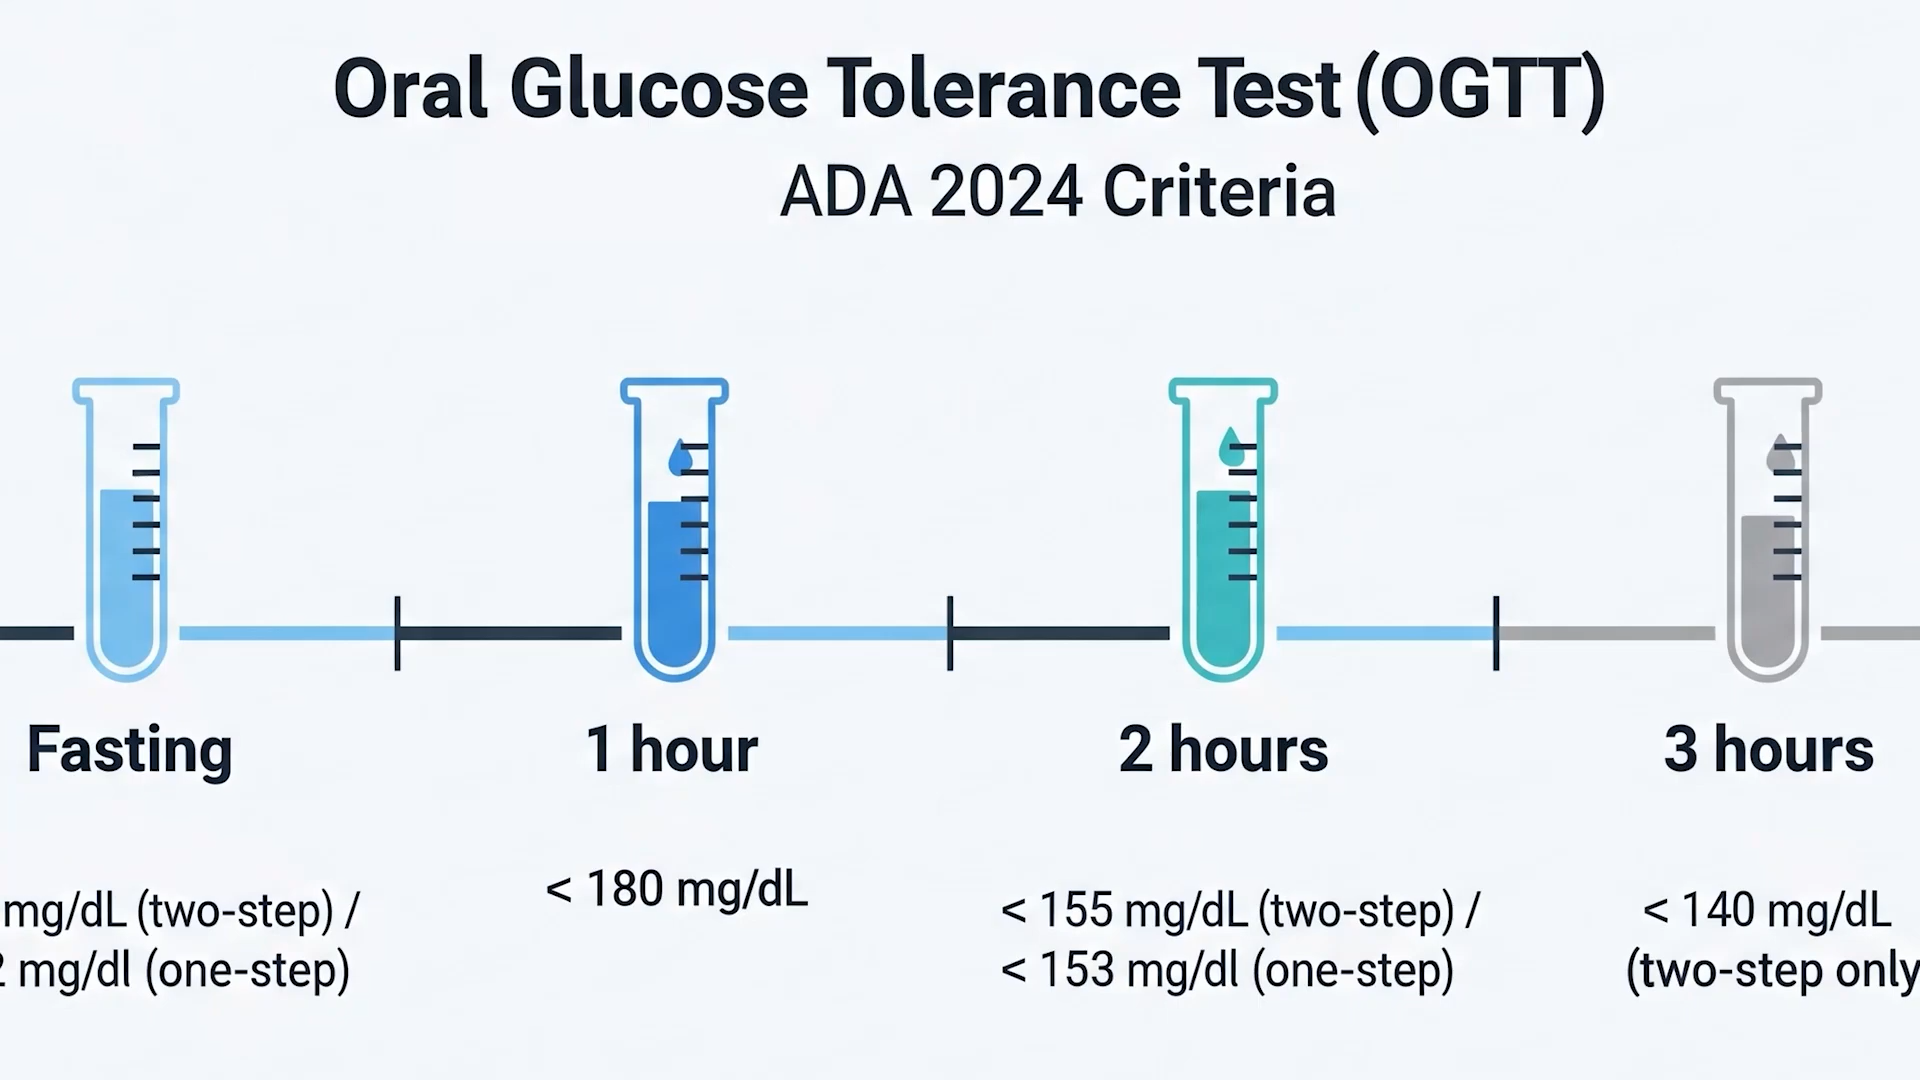 Oral Glucose Tolerance Test (OGTT)
ADA 2024 Criteria
Fasting
1 hour
2 hours
3 hours
mg/dL (two-step) /
2 mg/dl (one-step)
< 180 mg/dL
< 155 mg/dL (two-step) /
< 153 mg/dl (one-step)
< 140 mg/dL
(two-step only